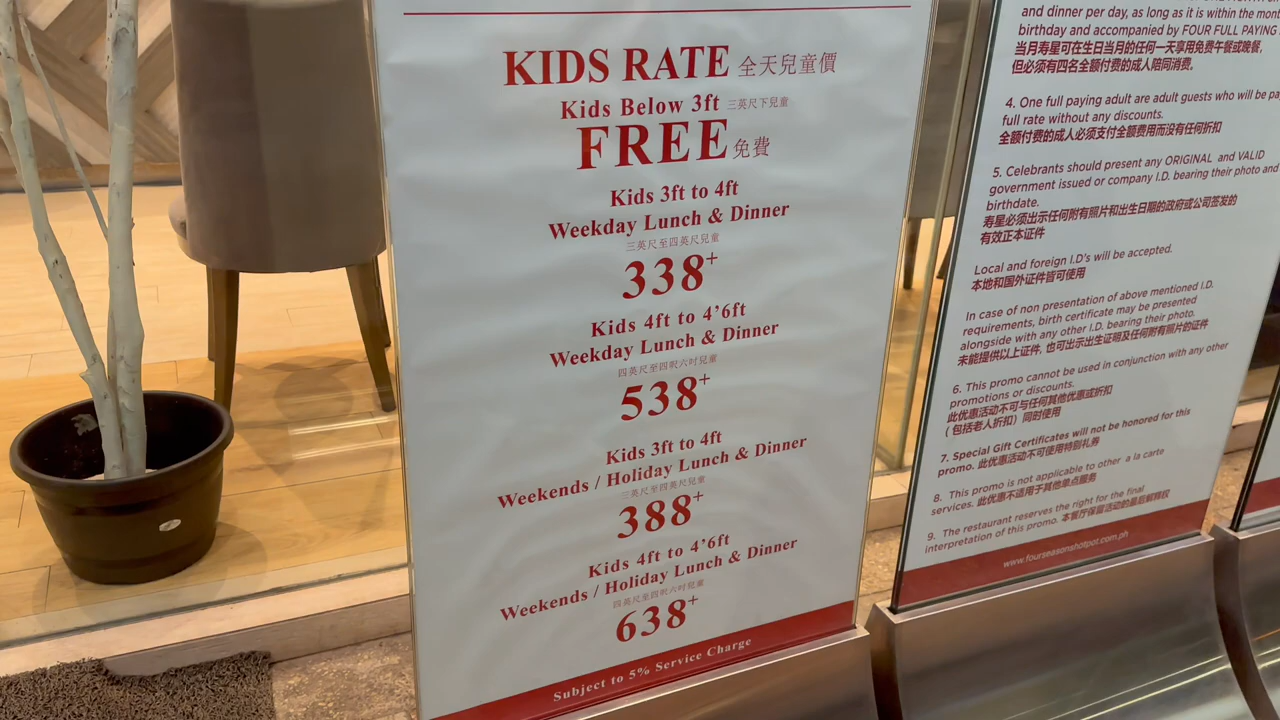 KIDS RATE 全天兒童價
Kids Below 3ft 三英尺下兒童
FREE 免費
Kids 3ft to 4ft
Weekday Lunch & Dinner
三英尺至四英尺兒童
338+
Kids 4ft to 4'6ft
Weekday Lunch & Dinner
四英尺至四呎六吋兒童
538+
Kids 3ft to 4ft
Weekends / Holiday Lunch & Dinner
三英尺至四英尺兒童
388+
Kids 4ft to 4'6ft
Weekends / Holiday Lunch & Dinner
四英尺至四呎六吋兒童
638+
Subject to 5% Service Charge
and dinner per day, as long as it is within the
birthday and accompanied by FOUR FULL PAYING
当月寿星可在生日当月的任何一天享用免费午餐或晚餐,
但必须有四名全额付费的成人陪同消费。
4. One full paying adult are adult guests who will be
full rate without any discounts.
全额付费的成人必须支付全额费用而没有任何折扣
5. Celebrants should present any ORIGINAL and VALID
government issued or company I.D. bearing their photo and
birthdate.
寿星必须出示任何附有照片和出生日期的政府或公司签发的
有效正本证件
Local and foreign I.D's will be accepted.
本地和国外证件皆可使用
In case of non presentation of above mentioned I.D.
requirements, birth certificate may be presented
alongside with any other I.D. bearing their photo.
未能提供以上证件, 也可出示出生证明及任何附有照片的证件
6. This promo cannot be used in conjunction with any other
promotions or discounts.
此优惠活动不可与任何其他优惠或折扣
(包括老人折扣) 同时使用
7. Special Gift Certificates will not be honored for this
promo. 此优惠活动不可使用特别礼券
8. This promo is not applicable to other a la carte
services. 此优惠不适用于其他单点服务
9. The restaurant reserves the right for the final
interpretation of this promo. 本餐厅保留活动的最后解释权
www.fourseasonshotpot.com.ph